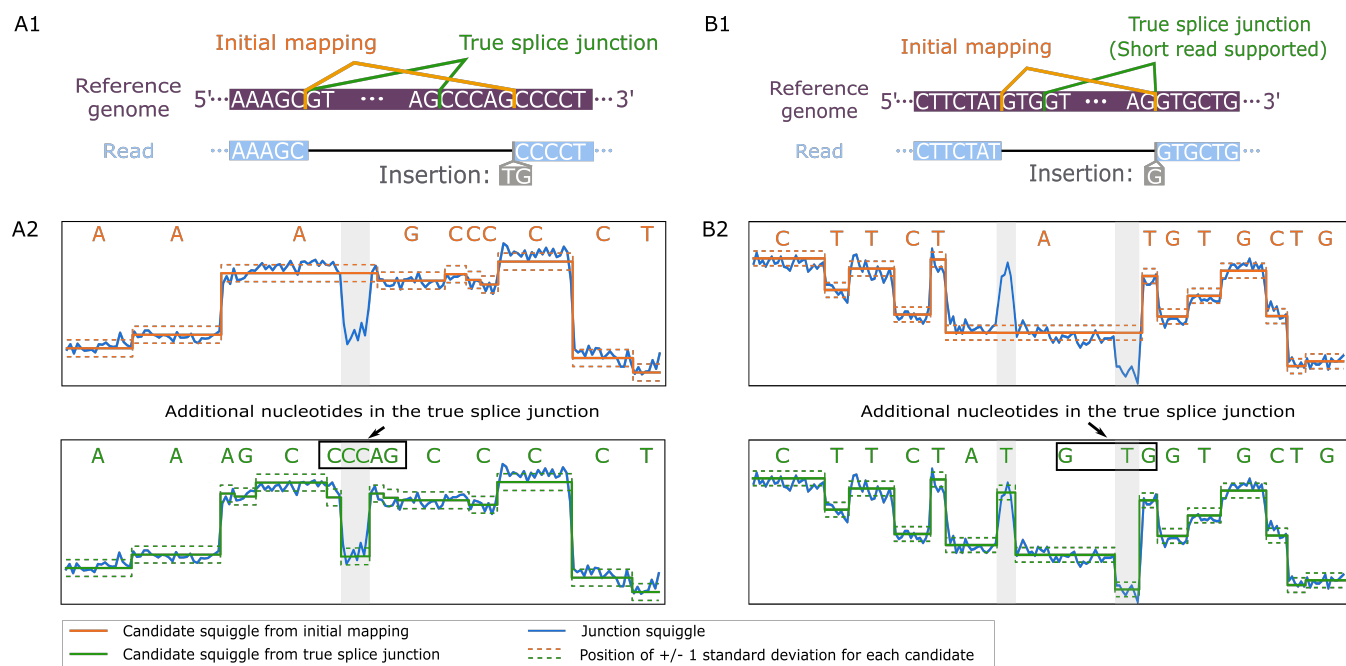 A1
Initial mapping
True splice junction
Reference genome
5'··· AAAGCGT ··· AGCCCAGCCCCT ···3'
Read
··· AAAGC CCCCT ···
Insertion: TG
B1
Initial mapping
True splice junction
(Short read supported)
Reference genome
5'··· CTTCTATGTGGT ··· AGGTGCTG ···3'
Read
··· CTTCTAT GTGCTG ···
Insertion: G
A2
A A A G C C C C C T
B2
C T T C T A T G T G C T G
Additional nucleotides in the true splice junction
Additional nucleotides in the true splice junction
A A A G C C C C A G C C C C T
C T T C T A T G T G G T G C T G
Candidate squiggle from initial mapping
Candidate squiggle from true splice junction
Junction squiggle
Position of +/- 1 standard deviation for each candidate